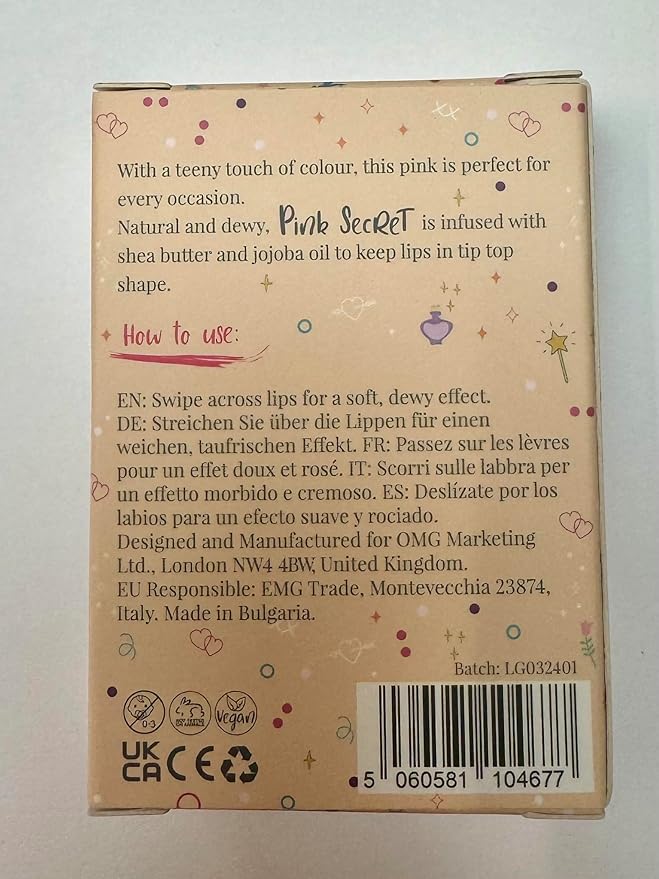 With a teeny touch of colour, this pink is perfect for
every occasion.
Natural and dewy, Pink SecReT is infused with
shea butter and jojoba oil to keep lips in tip top
shape.
How to use:
EN: Swipe across lips for a soft, dewy effect.
DE: Streichen Sie über die Lippen für einen
weichen, taufrischen Effekt. FR: Passez sur les lèvres
pour un effet doux et rosé. IT: Scorri sulle labbra per
un effetto morbido e cremoso. ES: Deslízate por los
labios para un efecto suave y rociado.
Designed and Manufactured for OMG Marketing
Ltd., London NW4 4BW, United Kingdom.
EU Responsible: EMG Trade, Montevecchia 23874,
Italy. Made in Bulgaria.
Batch: LG032401
0-3
NOT TESTED
ON ANIMALS
Vegan
UK
CA CE
5 060581 104677